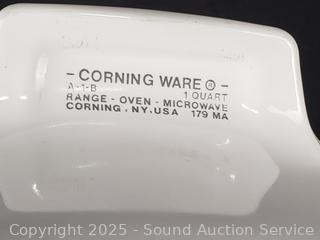 - CORNING WARE ® -
A-1-B 1 QUART
RANGE - OVEN - MICROWAVE
CORNING , NY, USA 179 MA
Copyright 2025 - Sound Auction Service